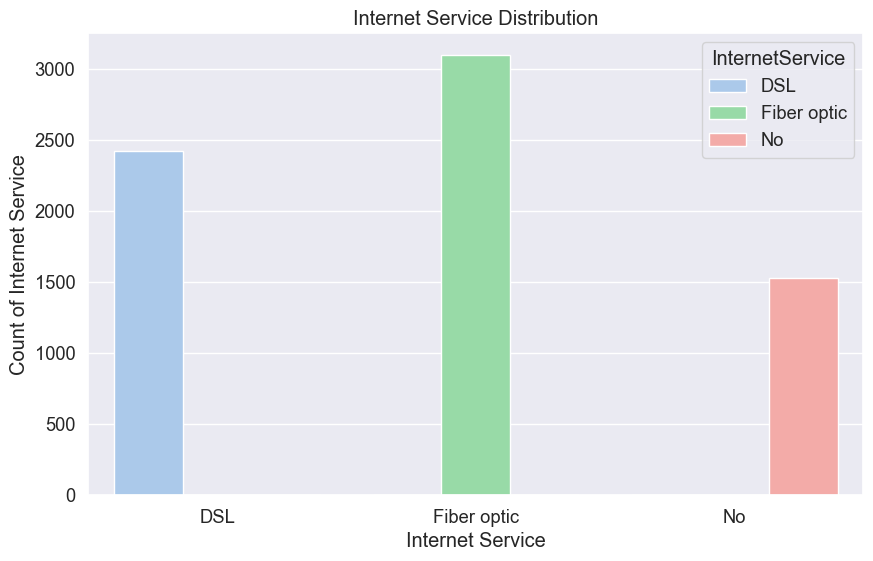 Internet Service Distribution
InternetService
DSL
Fiber optic
No
Count of Internet Service
3000
2500
2000
1500
1000
500
0
DSL
Fiber optic
No
Internet Service